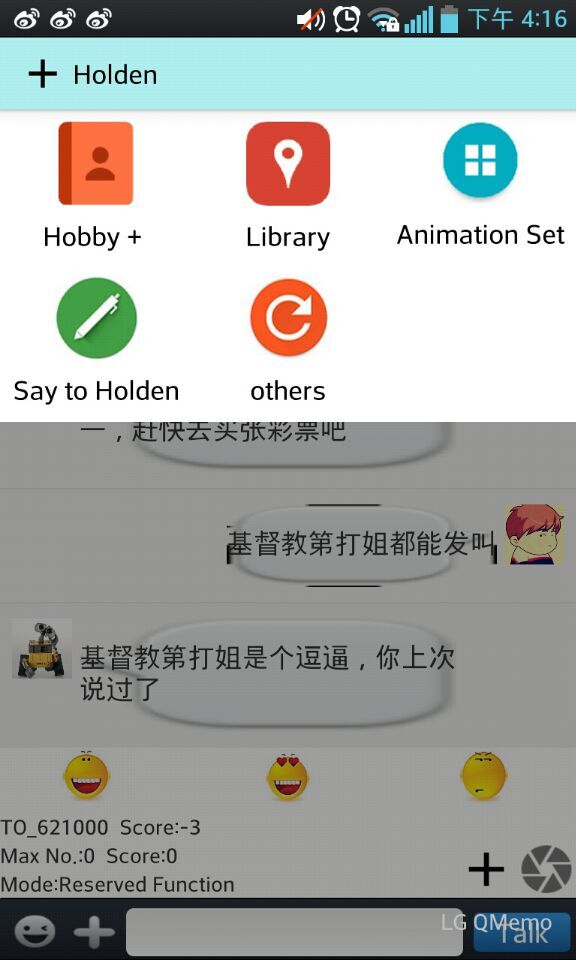 下午 4:16
Holden
Hobby +
Library
Animation Set
Say to Holden
others
一，赶快去买张彩票吧
基督教第打姐都能发叫
基督教第打姐是个逗逼，你上次
说过了
TO_621000 Score:-3
Max No.:0 Score:0
Mode:Reserved Function
LG QMemo
Talk